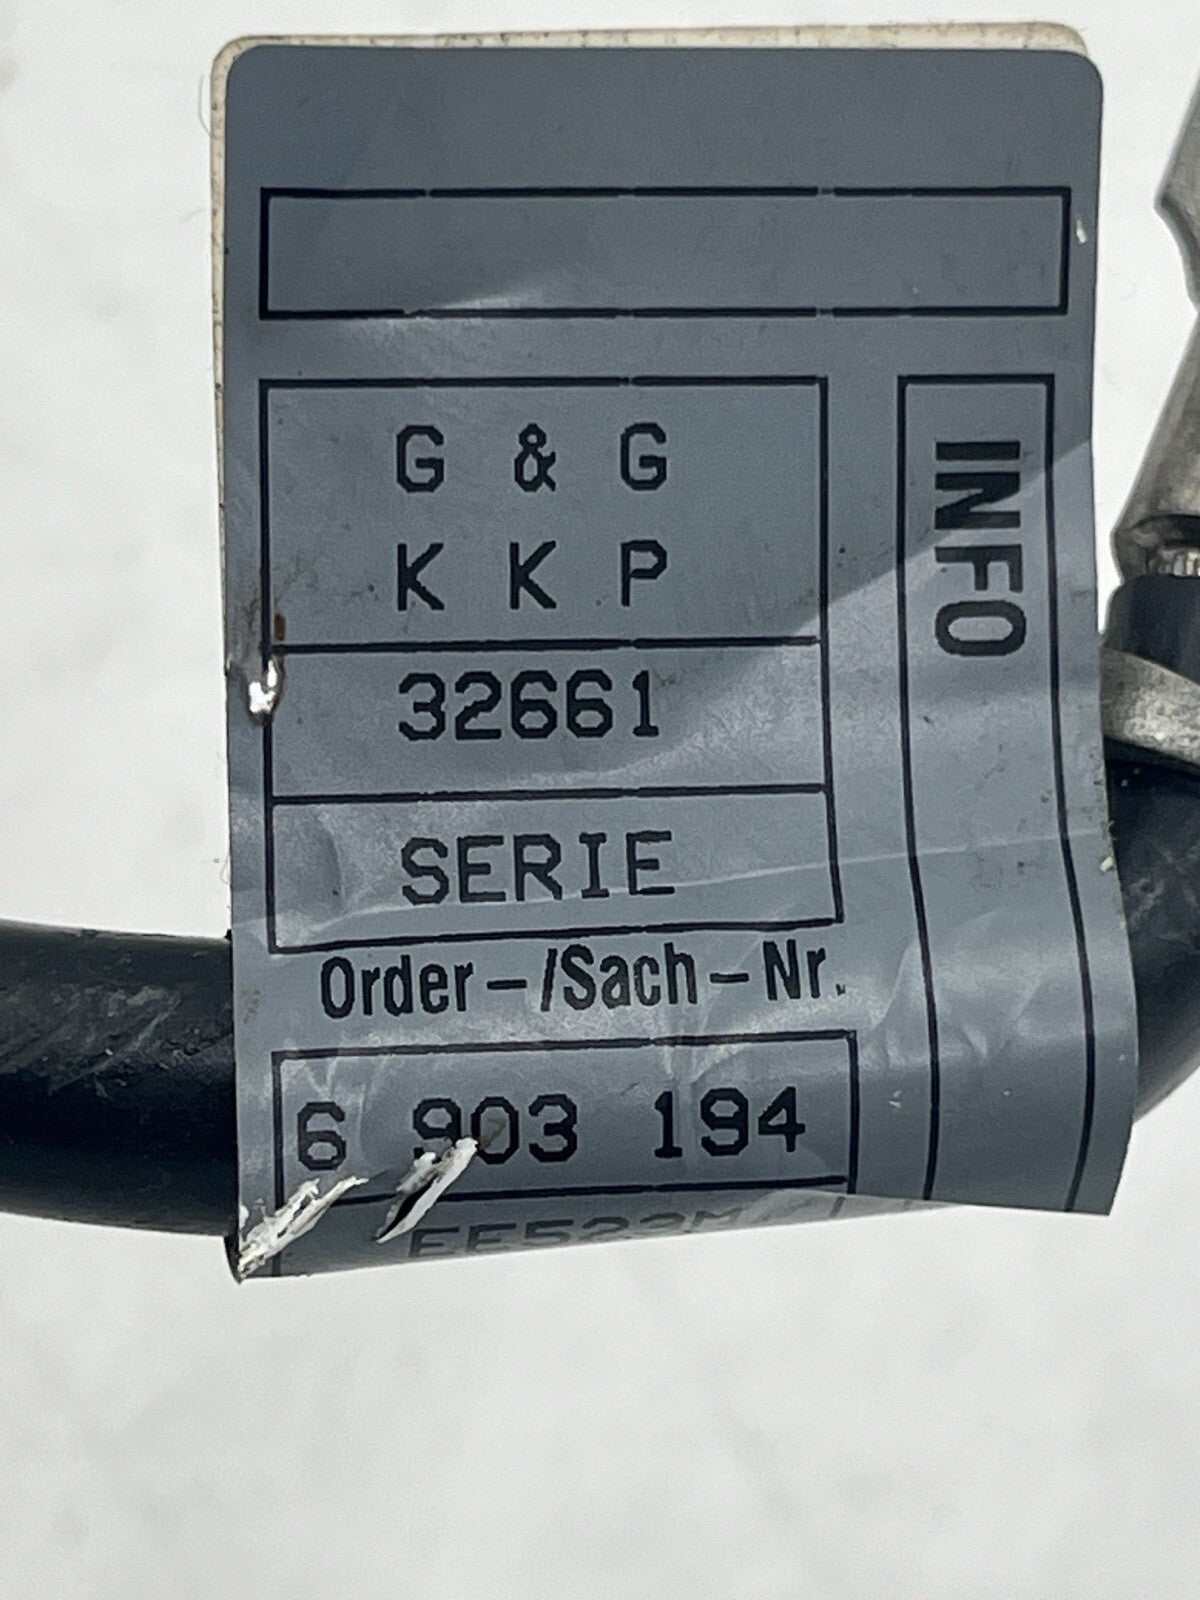 G & G
K K P
32661
SERIE
Order-/Sach-Nr.
6 903 194
INFO